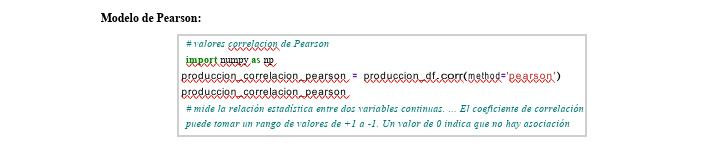 Modelo de Pearson:
# valores correlacion de Pearson
import numpy as np
produccion_correlacion_pearson = produccion_df.corr(method='pearson')
produccion_correlacion_pearson
# mide la relación estadística entre dos variables continuas. ... El coeficiente de correlación
puede tomar un rango de valores de +1 a -1. Un valor de 0 indica que no hay asociación